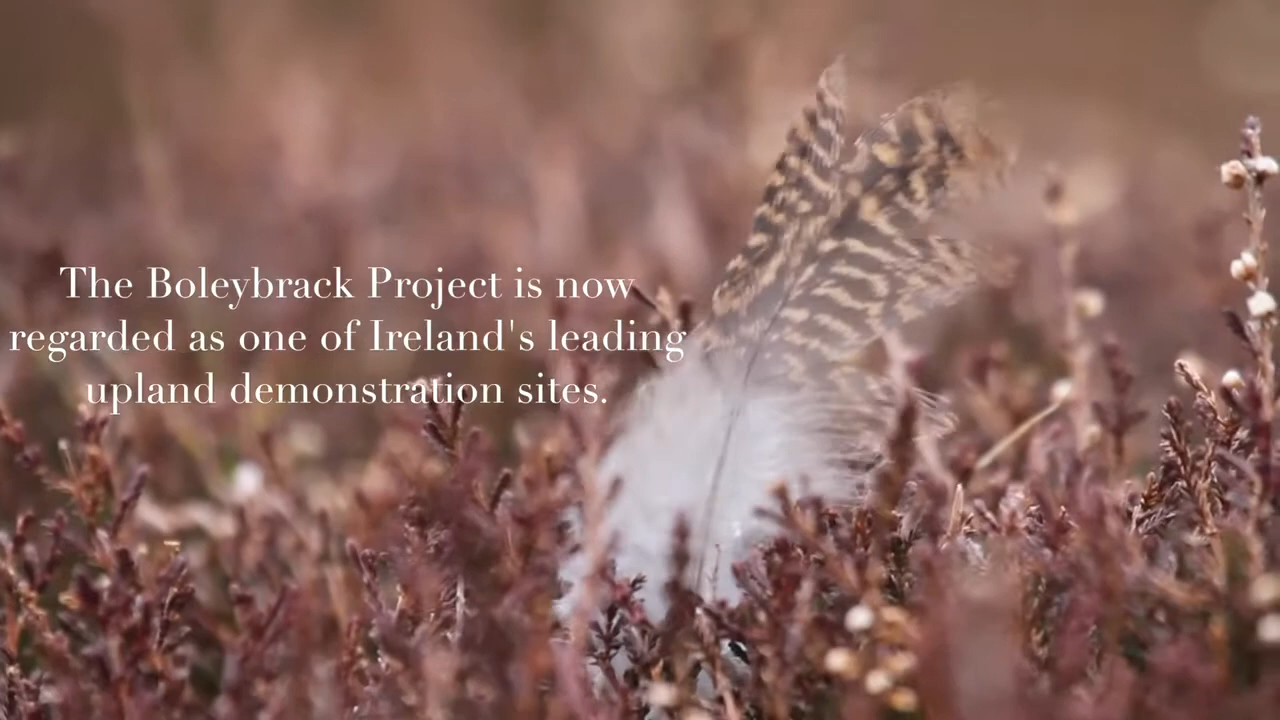 The Boleybrack Project is now
regarded as one of Ireland's leading
upland demonstration sites.